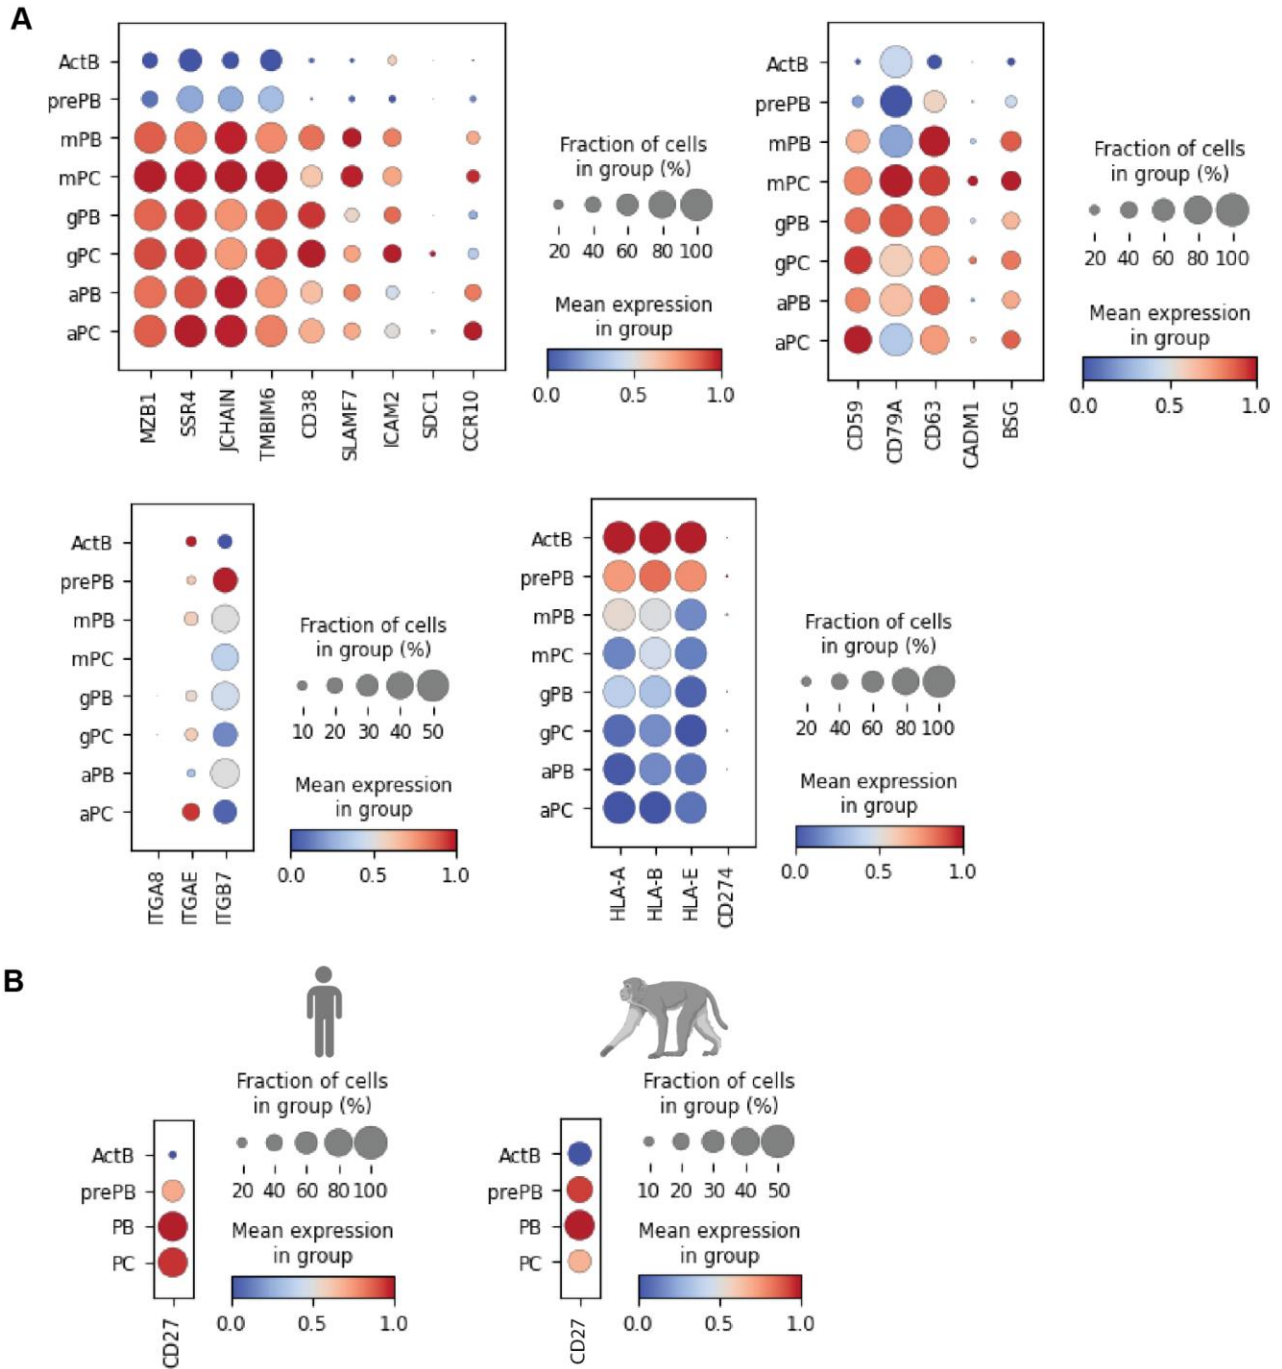 A
ActB
prePB
mPB
mPC
gPB
gPC
aPB
aPC
MZB1
SSR4
JCHAIN
TMBIM6
CD38
SLAMF7
ICAM2
SDC1
CCR10
Fraction of cells
in group (%)
20 40 60 80 100
Mean expression
in group
0.0 0.5 1.0
ActB
prePB
mPB
mPC
gPB
gPC
aPB
aPC
CD59
CD79A
CD63
CADM1
BSG
Fraction of cells
in group (%)
20 40 60 80 100
Mean expression
in group
0.0 0.5 1.0
ActB
prePB
mPB
mPC
gPB
gPC
aPB
aPC
ITGA8
ITGAE
ITGB7
Fraction of cells
in group (%)
10 20 30 40 50
Mean expression
in group
0.0 0.5 1.0
ActB
prePB
mPB
mPC
gPB
gPC
aPB
aPC
HLA-A
HLA-B
HLA-E
CD274
Fraction of cells
in group (%)
20 40 60 80 100
Mean expression
in group
0.0 0.5 1.0
B
ActB
prePB
PB
PC
CD27
Fraction of cells
in group (%)
20 40 60 80 100
Mean expression
in group
0.0 0.5 1.0
ActB
prePB
PB
PC
CD27
Fraction of cells
in group (%)
10 20 30 40 50
Mean expression
in group
0.0 0.5 1.0